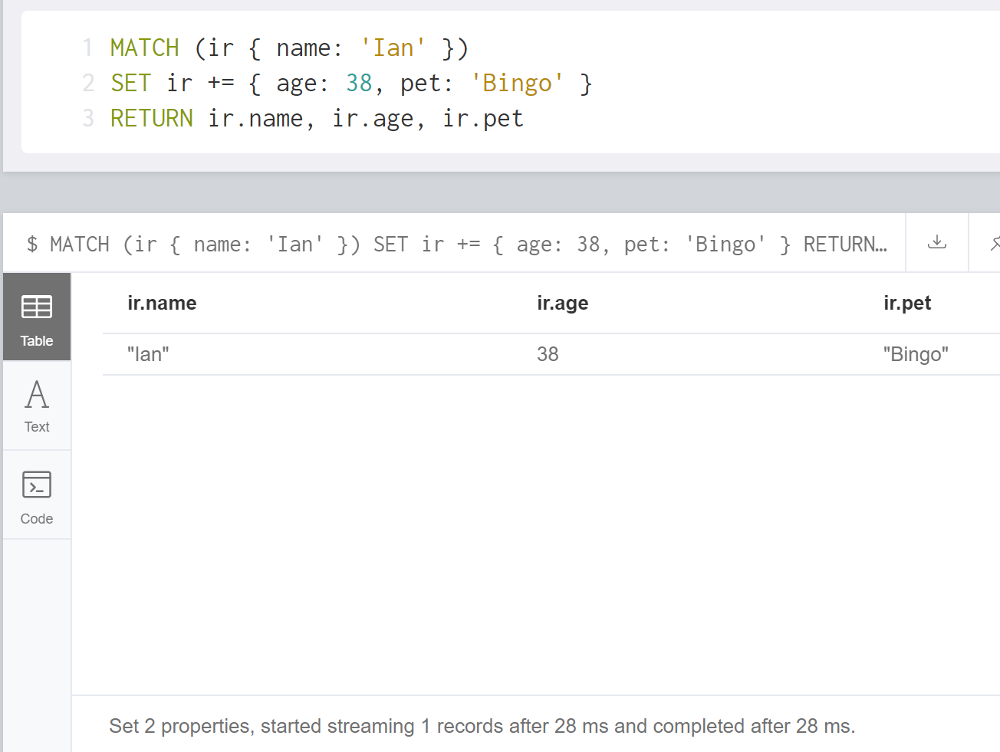 1 MATCH (ir { name: 'Ian' })
2 SET ir += { age: 38, pet: 'Bingo' }
3 RETURN ir.name, ir.age, ir.pet
$ MATCH (ir { name: 'Ian' }) SET ir += { age: 38, pet: 'Bingo' } RETURN…
ir.name ir.age ir.pet
Table
"Ian" 38 "Bingo"
Text
Code
Set 2 properties, started streaming 1 records after 28 ms and completed after 28 ms.